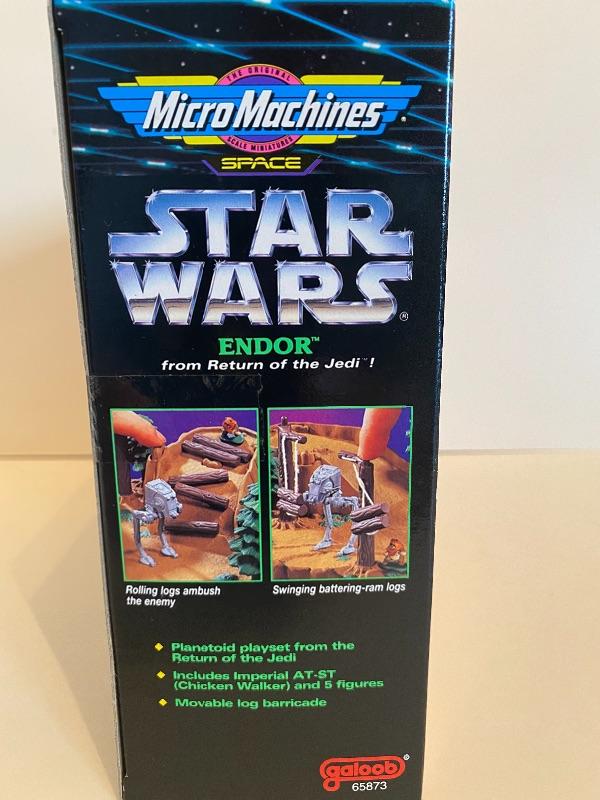 THE ORIGINAL
Micro Machines®
SCALE MINIATURES
SPACE
STAR
WARS®
ENDOR™
from Return of the Jedi™!
Rolling logs ambush
the enemy
Swinging battering-ram logs
Planetoid playset from the
Return of the Jedi
Includes Imperial AT-ST
(Chicken Walker) and 5 figures
Movable log barricade
galoob®
65873